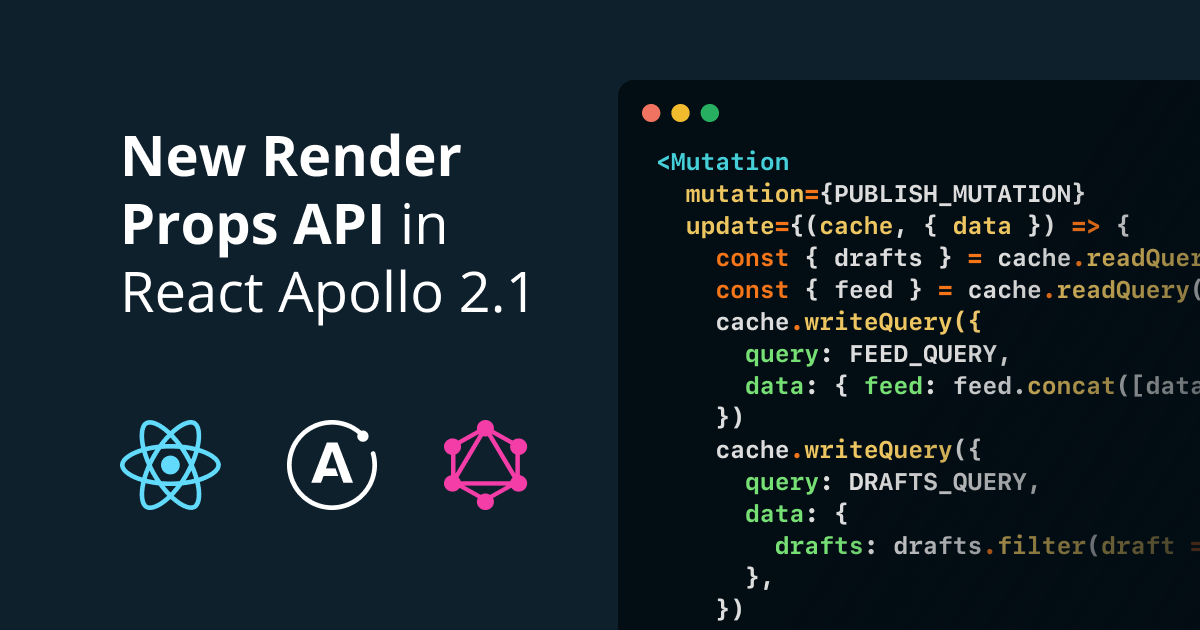 New Render
Props API in
React Apollo 2.1
A
<Mutation
mutation={PUBLISH_MUTATION}
update={(cache, { data }) => {
const { drafts } = cache.readQuer
const { feed } = cache.readQuery(
cache.writeQuery({
query: FEED_QUERY,
data: { feed: feed.concat([data
})
cache.writeQuery({
query: DRAFTS_QUERY,
data: {
drafts: drafts.filter(draft =
},
})